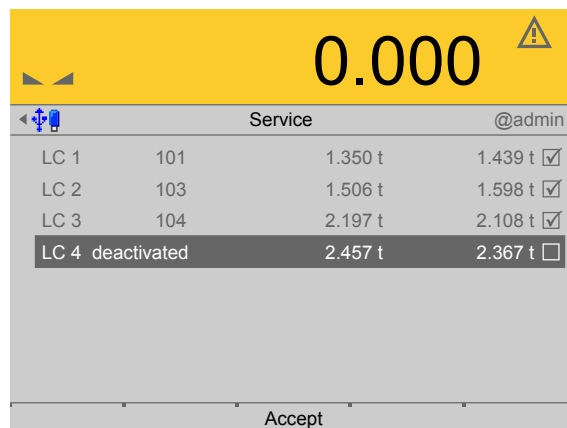 0.000
Service @admin
LC 1 101 1.350 t 1.439 t
LC 2 103 1.506 t 1.598 t
LC 3 104 2.197 t 2.108 t
LC 4 deactivated 2.457 t 2.367 t
Accept